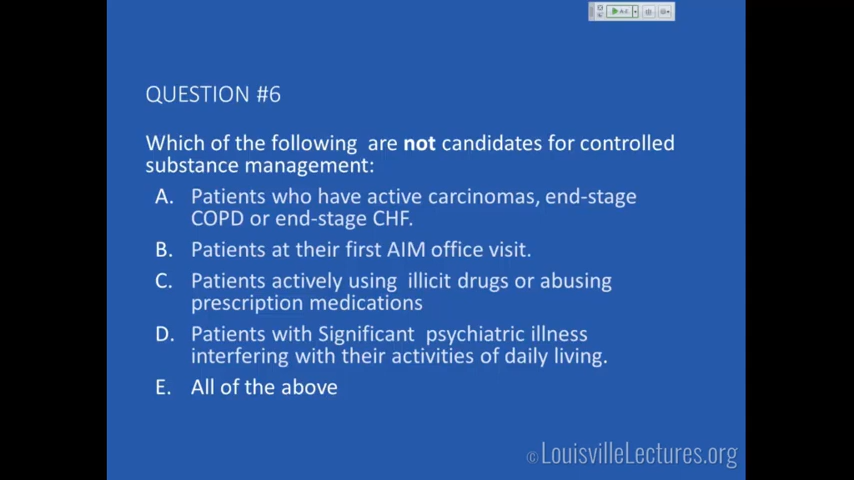 QUESTION #6
Which of the following are not candidates for controlled
substance management:
A. Patients who have active carcinomas, end-stage
COPD or end-stage CHF.
B. Patients at their first AIM office visit.
C. Patients actively using illicit drugs or abusing
prescription medications
D. Patients with Significant psychiatric illness
interfering with their activities of daily living.
E. All of the above
© LouisvilleLectures.org